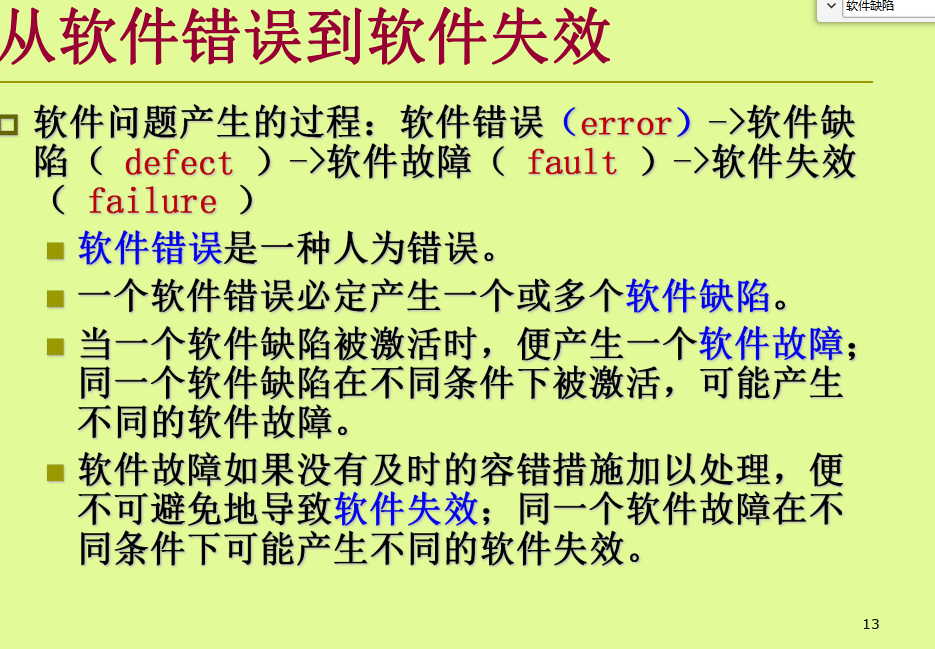 软件缺陷
从软件错误到软件失效
软件问题产生的过程：软件错误（error）->软件缺
陷（ defect ）->软件故障（ fault ）->软件失效
（ failure ）
软件错误是一种人为错误。
一个软件错误必定产生一个或多个软件缺陷。
当一个软件缺陷被激活时，便产生一个软件故障；
同一个软件缺陷在不同条件下被激活，可能产生
不同的软件故障。
软件故障如果没有及时的容错措施加以处理，便
不可避免地导致软件失效；同一个软件故障在不
同条件下可能产生不同的软件失效。
13